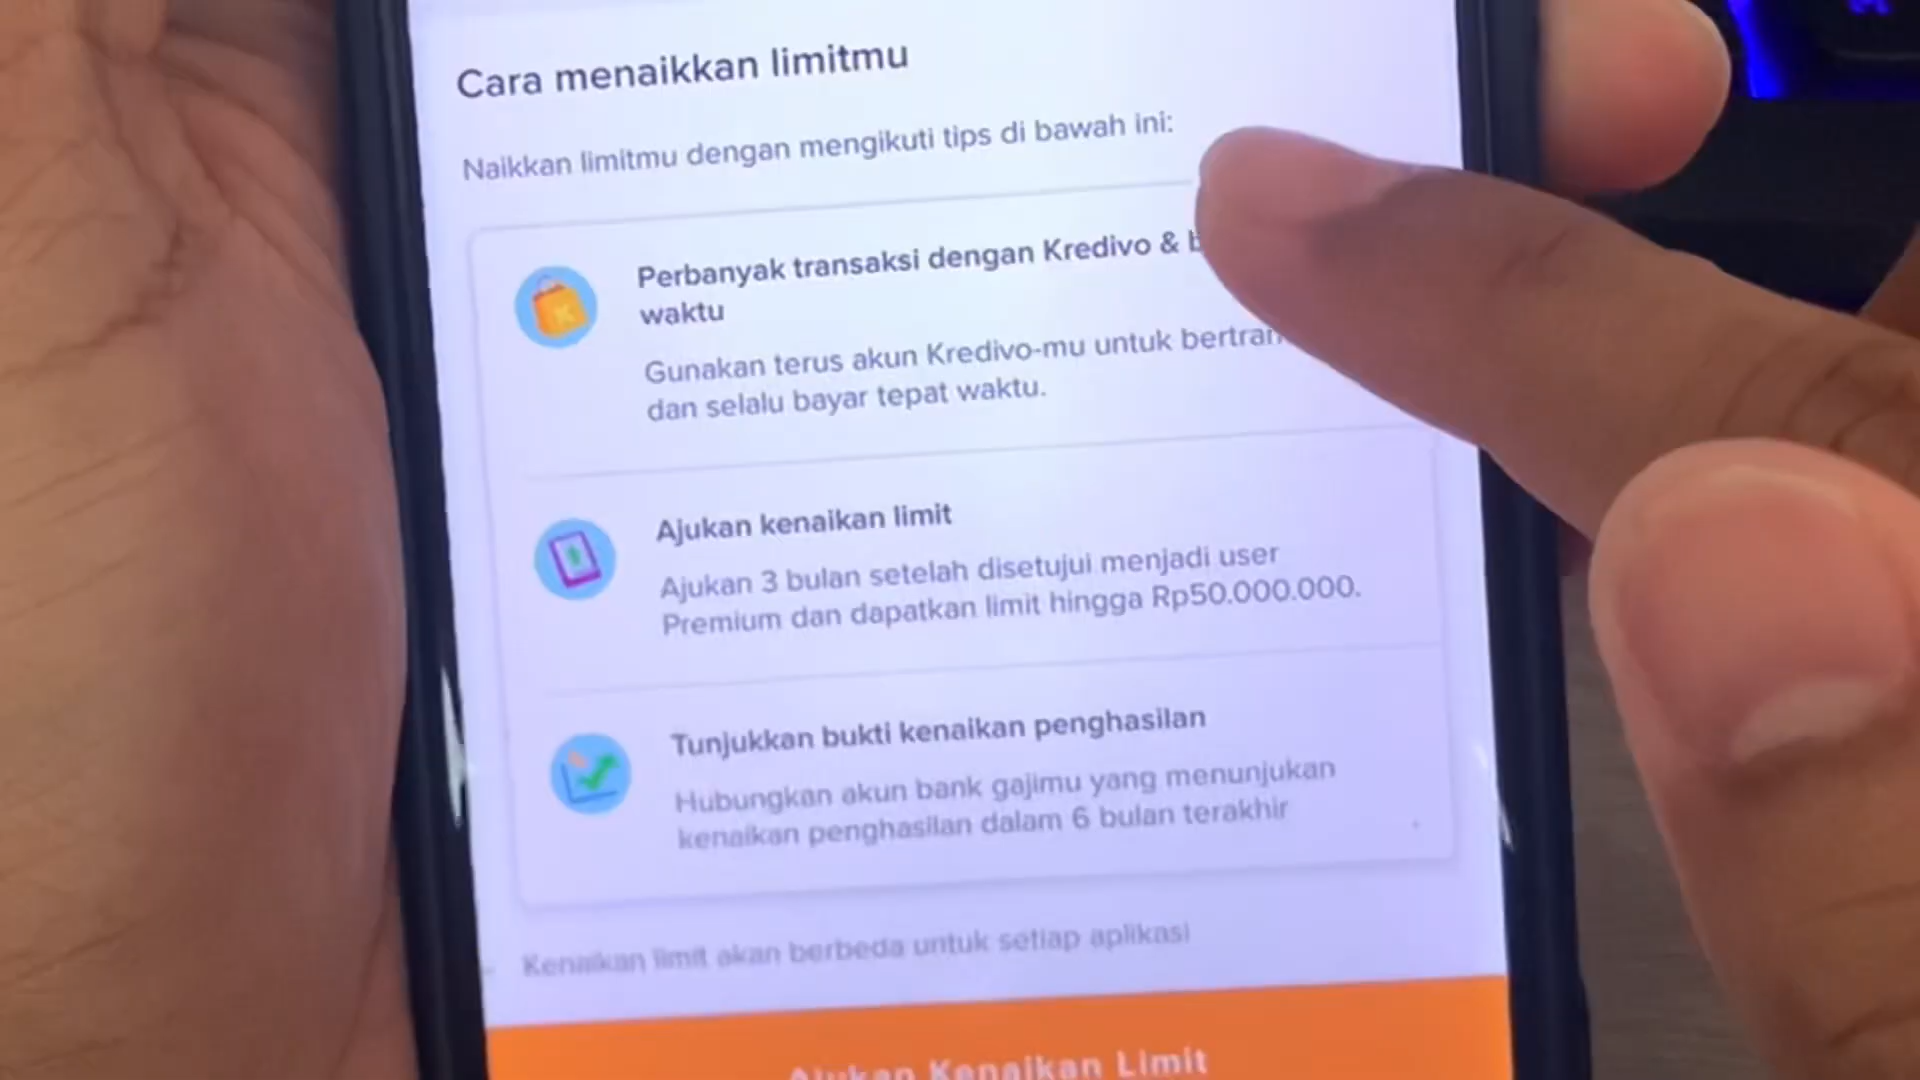 Cara menaikkan limitmu
Naikkan limitmu dengan mengikuti tips di bawah ini:
Perbanyak transaksi dengan Kredivo &
waktu
Gunakan terus akun Kredivo-mu untuk
dan selalu bayar tepat waktu.
Ajukan kenaikan limit
Ajukan 3 bulan setelah disetujui menjadi user
Premium dan dapatkan limit hingga Rp50.000.000.
Tunjukkan bukti kenaikan penghasilan
Hubungkan akun bank gajimu yang menunjukan
kenaikan penghasilan dalam 6 bulan terakhir
Kenaikan limit akan berbeda untuk setiap aplikasi
Ajukan Kenaikan Limit